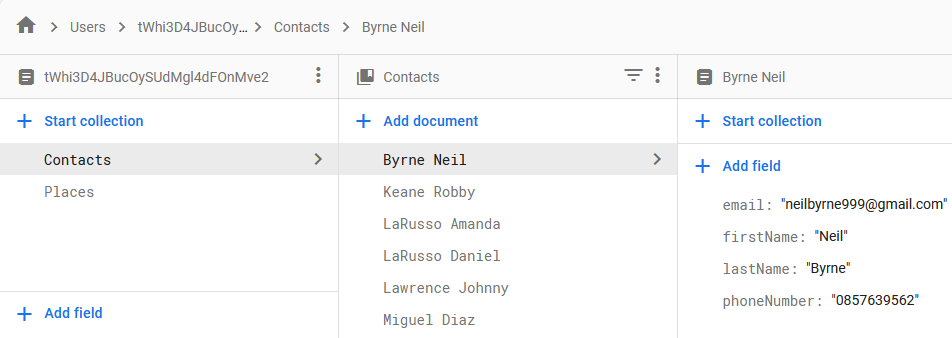 Users tWhi3D4JBucOy… Contacts Byrne Neil
tWhi3D4JBucOySUdMgl4dFOnMve2
Start collection
Contacts
Places
Add field
Contacts
Add document
Byrne Neil
Keane Robby
LaRusso Amanda
LaRusso Daniel
Lawrence Johnny
Miguel Diaz
Byrne Neil
Start collection
Add field
email: "neilbyrne999@gmail.com"
firstName: "Neil"
lastName: "Byrne"
phoneNumber: "0857639562"